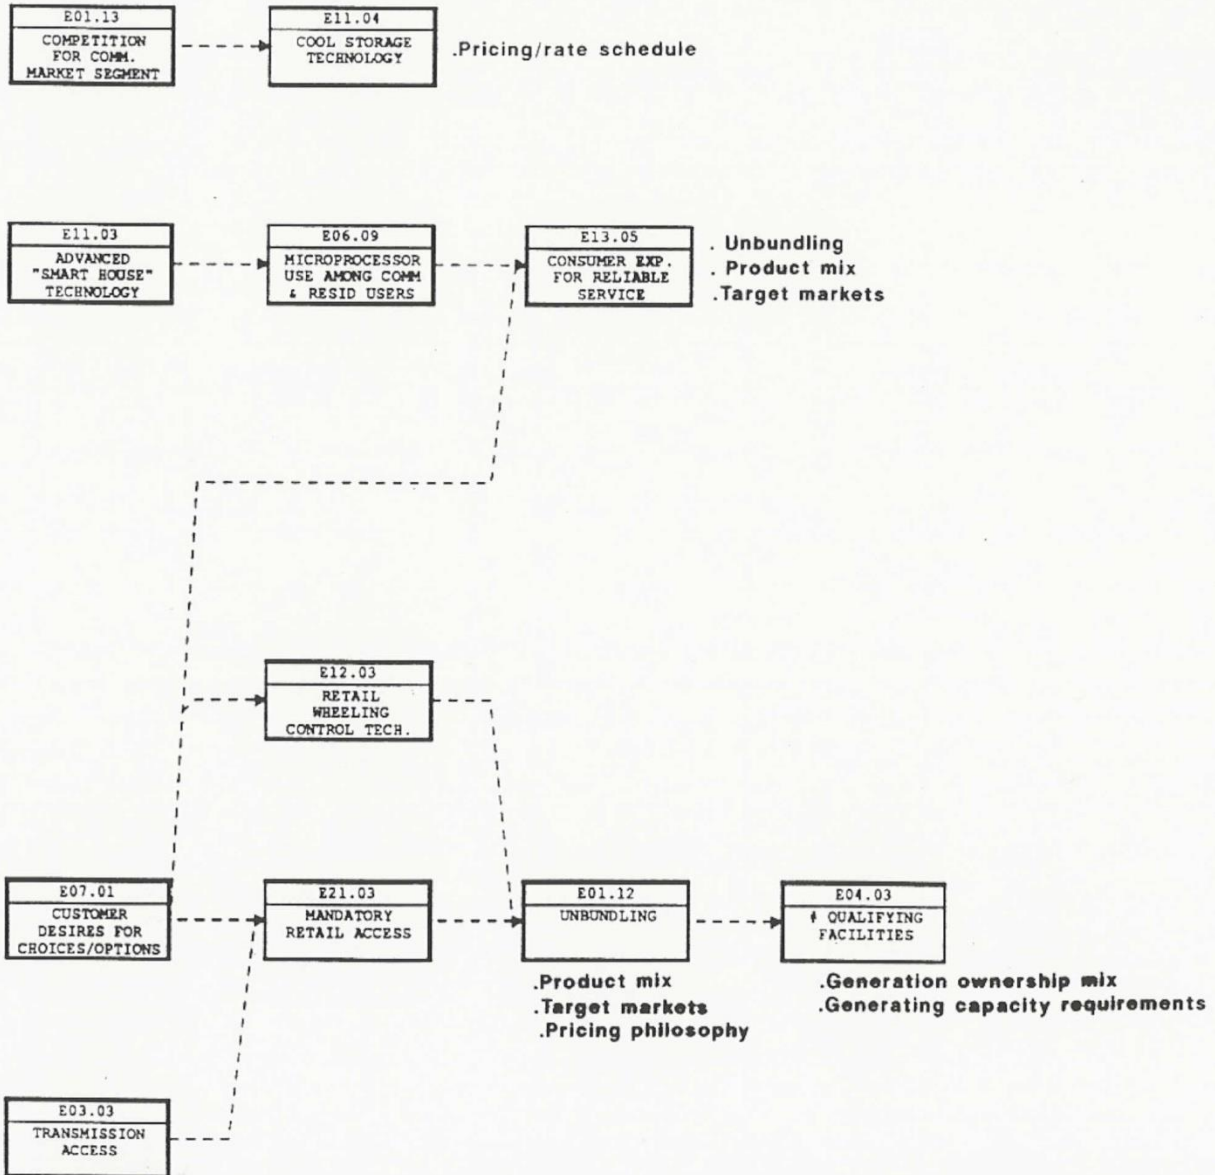 E01.13
COMPETITION
FOR COMM.
MARKET SEGMENT
E11.04
COOL STORAGE
TECHNOLOGY
.Pricing/rate schedule
E11.03
ADVANCED
"SMART HOUSE"
TECHNOLOGY
E06.09
MICROPROCESSOR
USE AMONG COMM
& RESID USERS
E13.05
CONSUMER EXP.
FOR RELIABLE
SERVICE
. Unbundling
. Product mix
.Target markets
E12.03
RETAIL
WHEELING
CONTROL TECH.
E07.01
CUSTOMER
DESIRES FOR
CHOICES/OPTIONS
E21.03
MANDATORY
RETAIL ACCESS
E01.12
UNBUNDLING
E04.03
# QUALIFYING
FACILITIES
.Product mix
.Target markets
.Pricing philosophy
.Generation ownership mix
.Generating capacity requirements
E03.03
TRANSMISSION
ACCESS